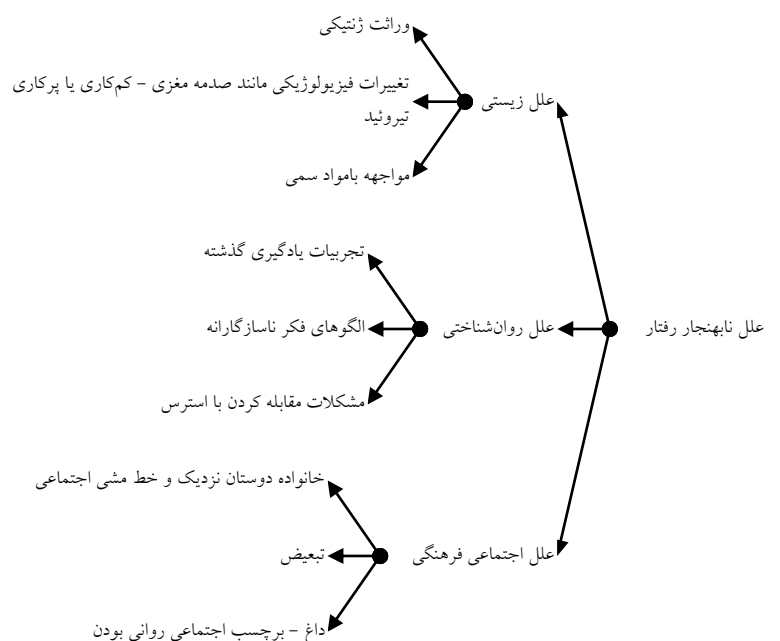 علل نابهنجار رفتار
علل زیستی
وراثت ژنتیکی
تغییرات فیزیولوژیکی مانند صدمه مغزی – کم‌کاری یا پرکاری
تیروئید
مواجهه بامواد سمی
علل روان‌شناختی
تجربیات یادگیری گذشته
الگوهای فکر ناسازگارانه
مشکلات مقابله کردن با استرس
علل اجتماعی فرهنگی
خانواده دوستان نزدیک و خط مشی اجتماعی
تبعیض
داغ – برچسب اجتماعی روانی بودن